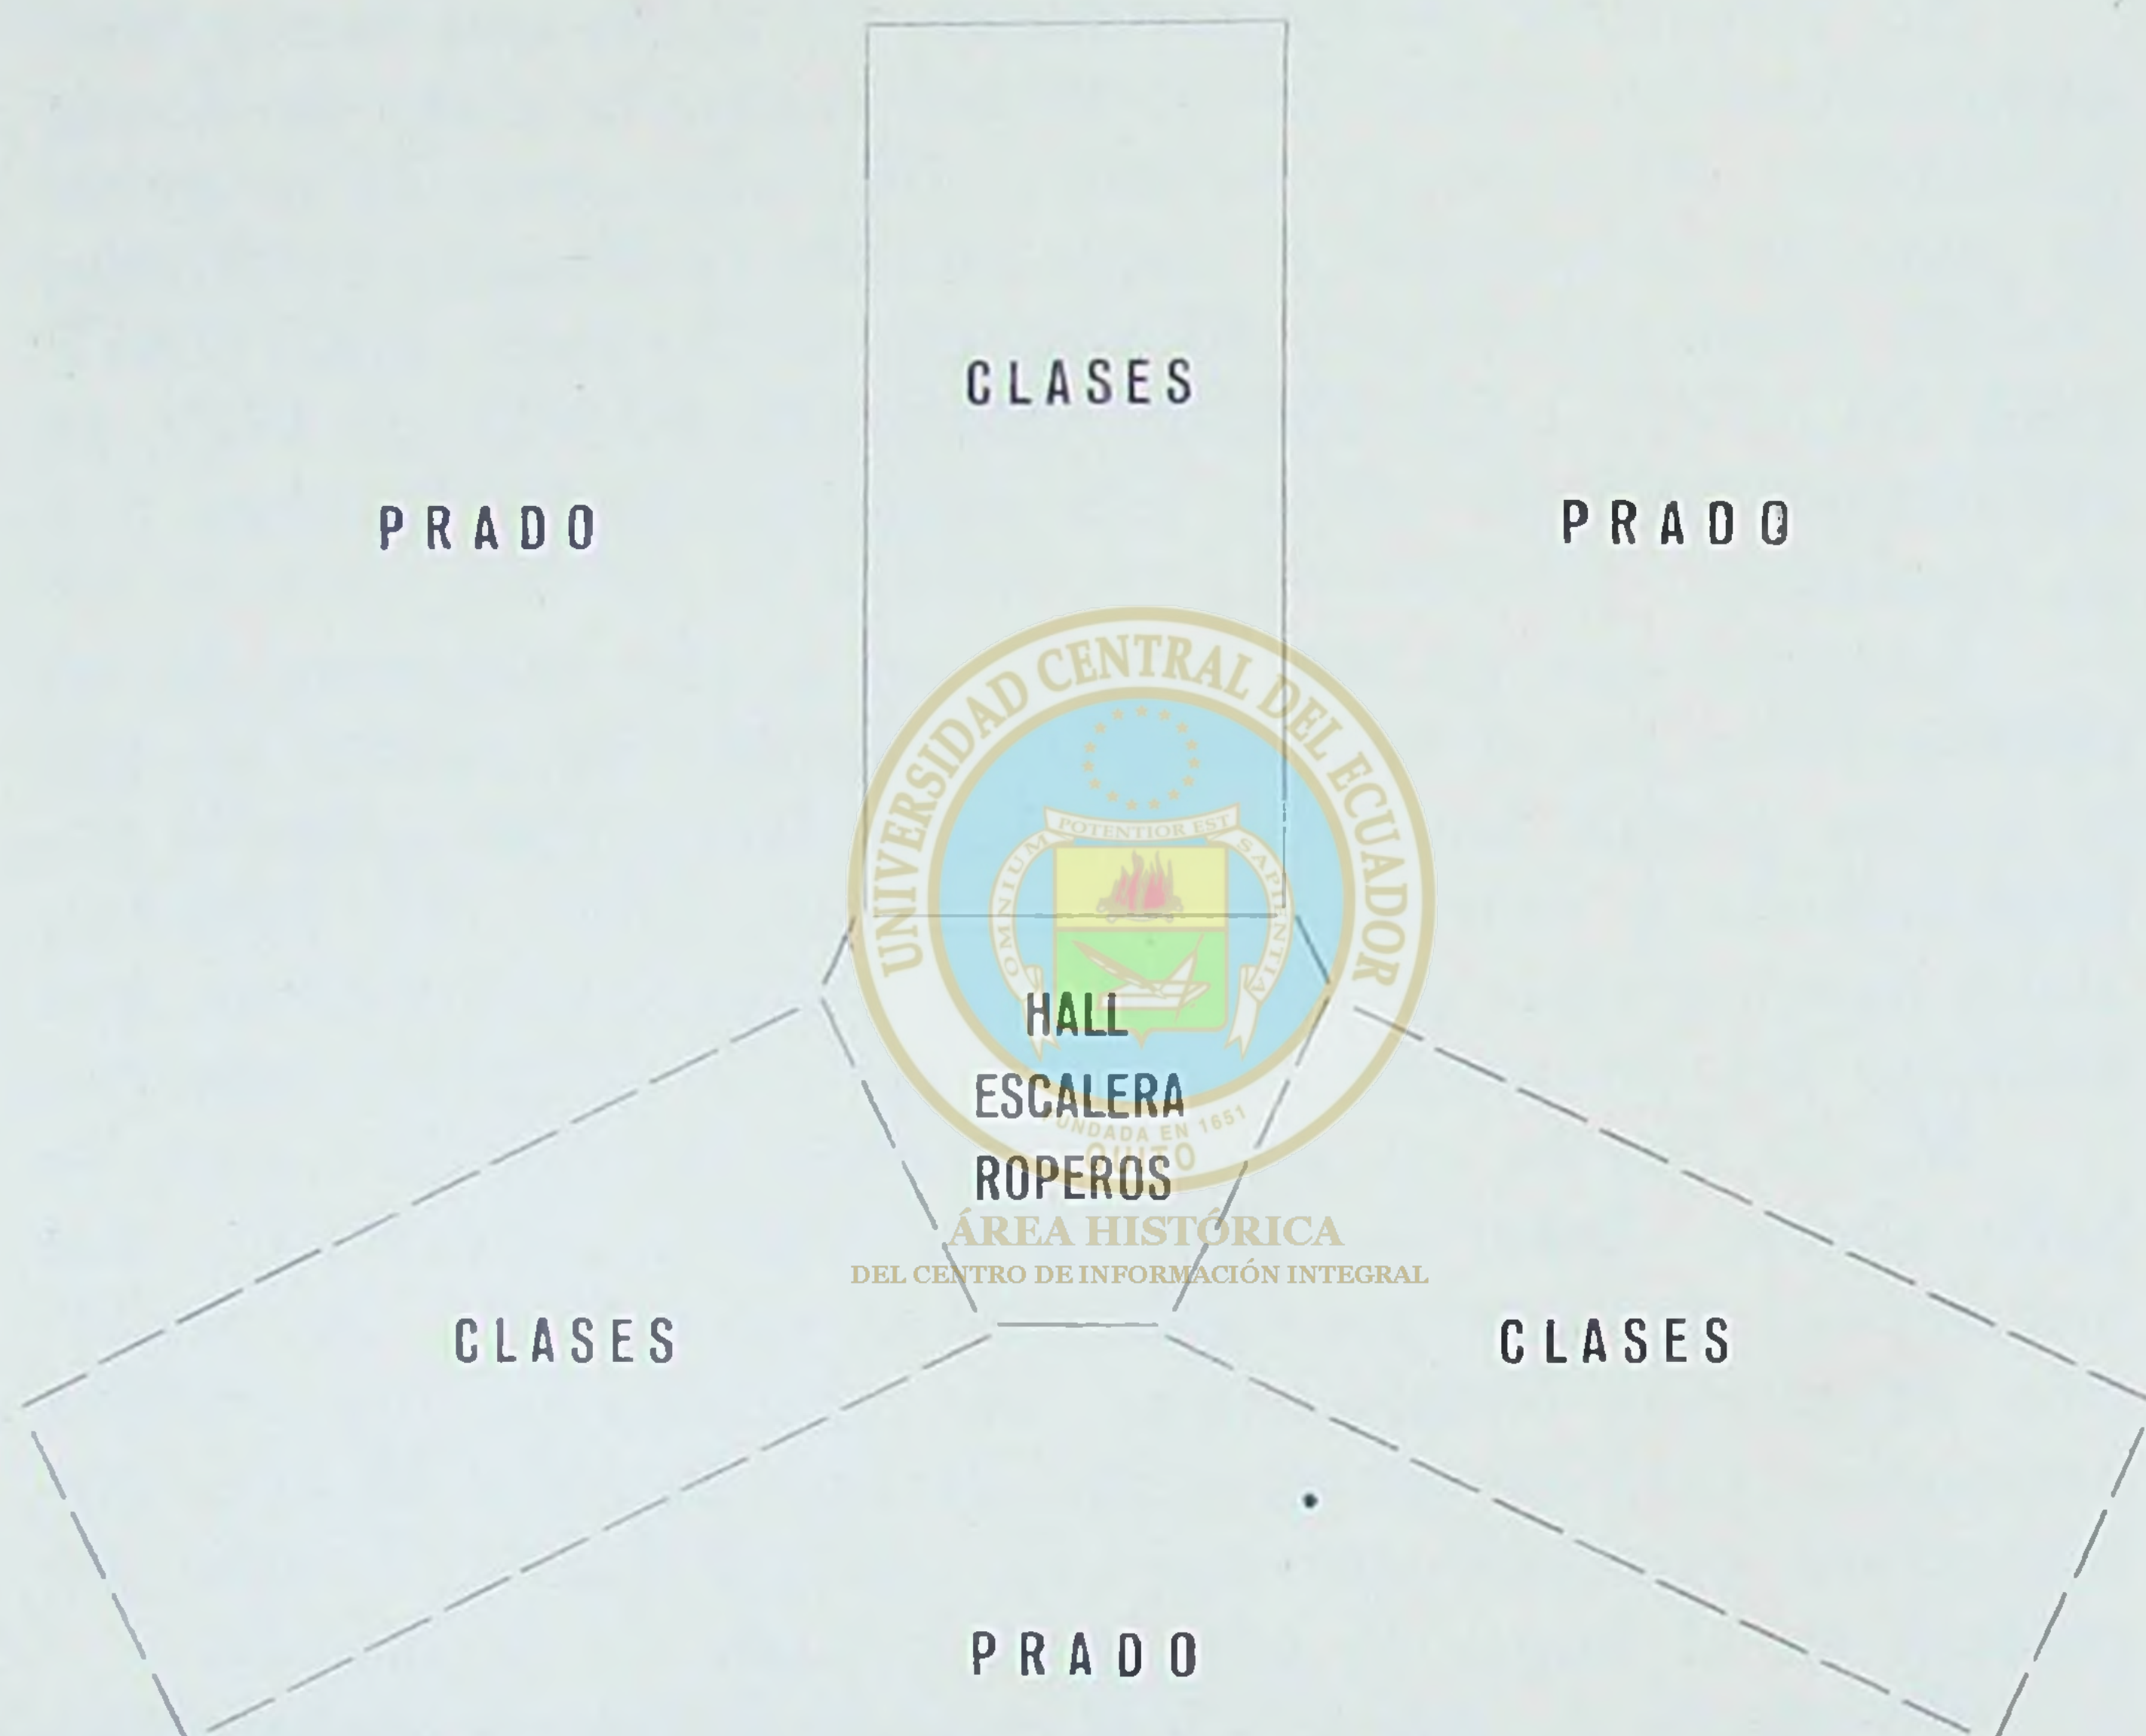 CLASES
PRADO
PRADO
UNIVERSIDAD CENTRAL DEL ECUADOR
OMNIUM POTENTIOR EST SAPIENTIA
HALL
ESCALERA
FUNDADA EN 1651
QUITO
ROPEROS
ÁREA HISTÓRICA
DEL CENTRO DE INFORMACIÓN INTEGRAL
CLASES
CLASES
PRADO